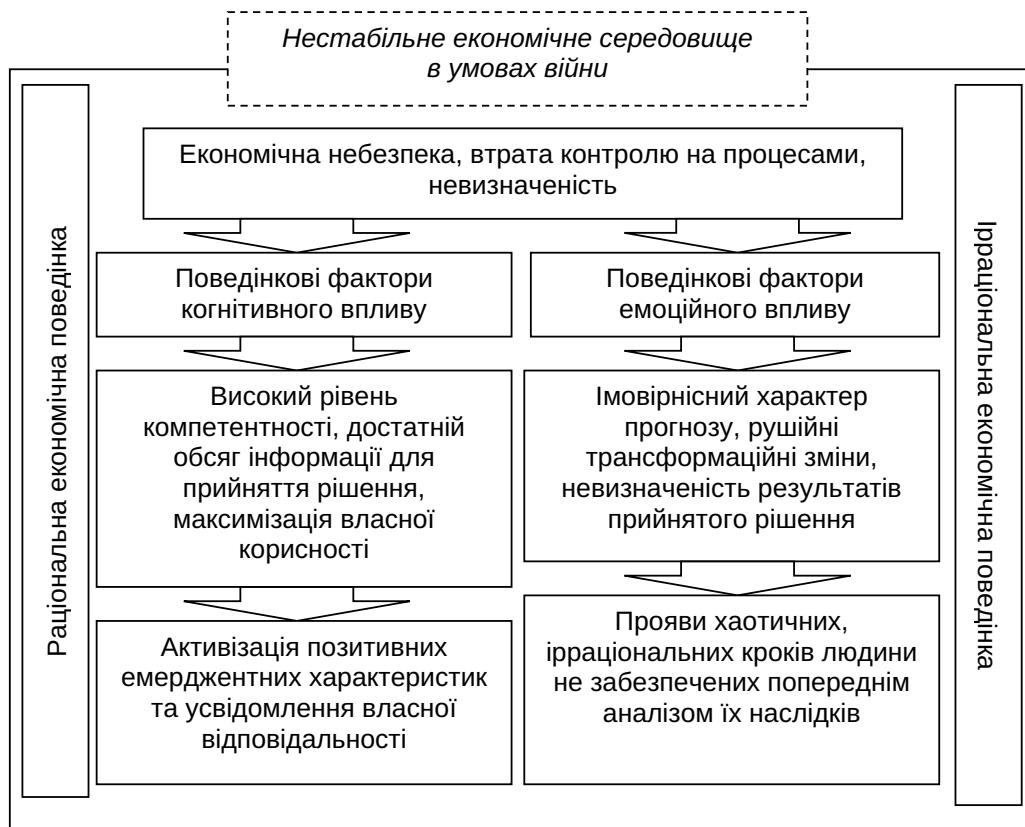 Нестабільне економічне середовище
в умовах війни
Раціональна економічна поведінка
Економічна небезпека, втрата контролю на процесами,
невизначеність
Поведінкові фактори
когнітивного впливу
Високий рівень
компетентності, достатній
обсяг інформації для
прийняття рішення,
максимізація власної
корисності
Активізація позитивних
емерджентних характеристик
та усвідомлення власної
відповідальності
Поведінкові фактори
емоційного впливу
Імовірнісний характер
прогнозу, рушійні
трансформаційні зміни,
невизначеність результатів
прийнятого рішення
Прояви хаотичних,
ірраціональних кроків людини
не забезпечених попереднім
аналізом їх наслідків
Ірраціональна економічна поведінка